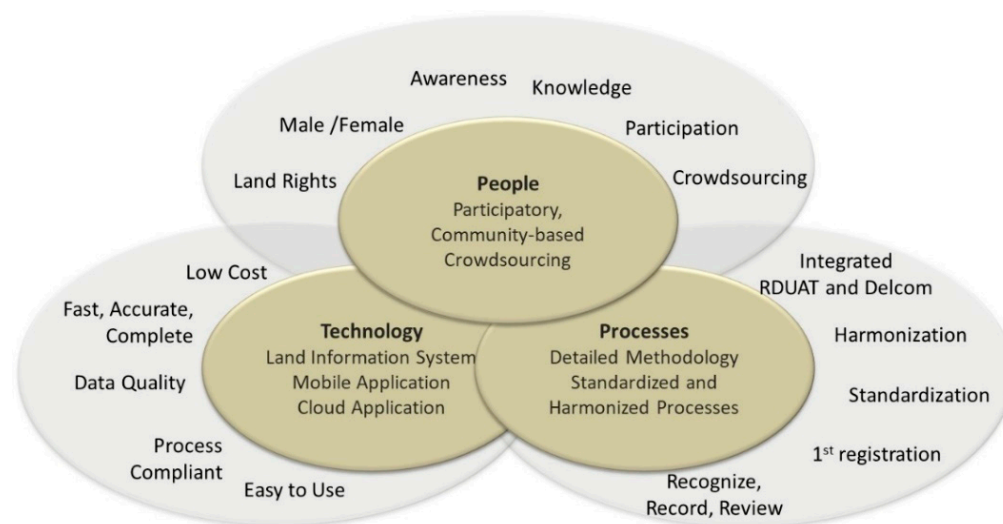 Awareness
Knowledge
Male /Female
Participation
Land Rights
Crowdsourcing
People
Participatory,
Community-based
Crowdsourcing
Low Cost
Fast, Accurate,
Complete
Data Quality
Process
Compliant
Easy to Use
Technology
Land Information System
Mobile Application
Cloud Application
Processes
Detailed Methodology
Standardized and
Harmonized Processes
Integrated
RDUAT and Delcom
Harmonization
Standardization
1st registration
Recognize,
Record, Review